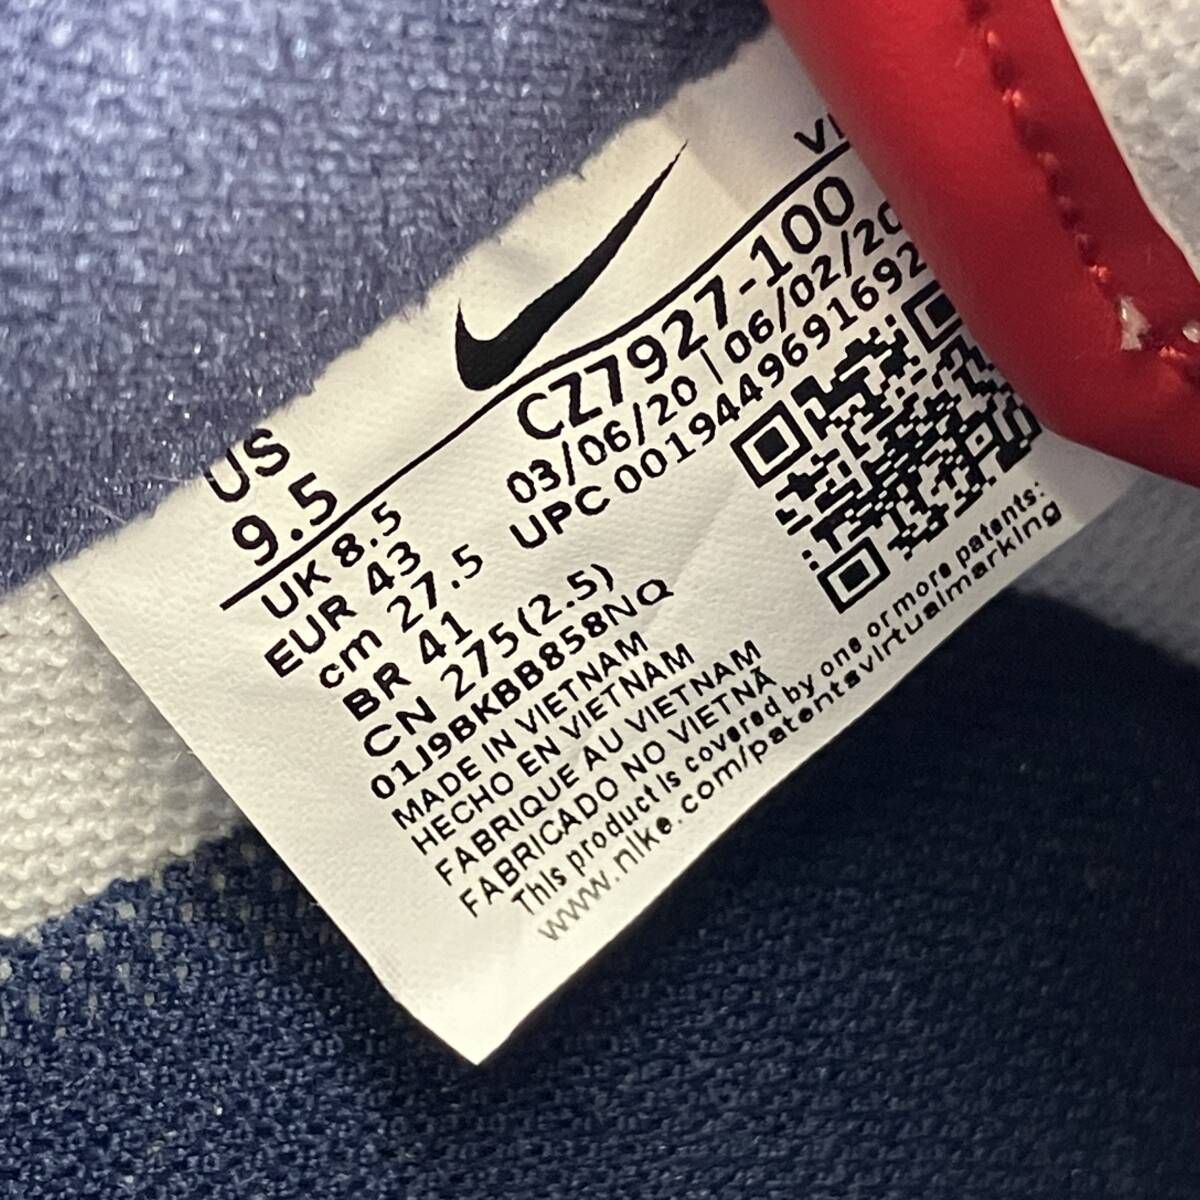 US
9.5
UK 8.5
EUR 43
cm 27.5
BR 41
CN 275(2.5)
01J9BKBB858NQ
MADE IN VIETNAM
HECHO EN VIETNAM
FABRIQUE AU VIETNAM
FABRICADO NO VIETNÃ
This product is covered by one or more patents:
www.nike.com/patentsvirtualmarking
CZ7927-100
03/06/20 | 06/02/20
UPC 00194496916692